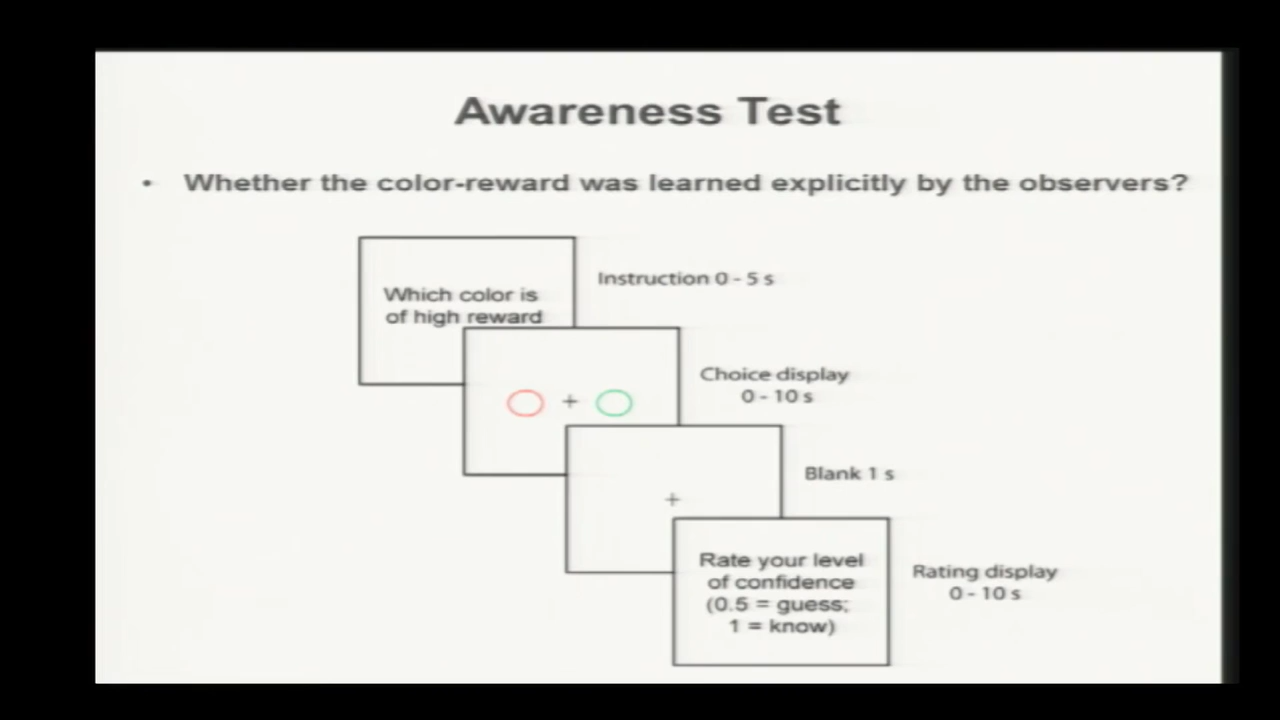 Awareness Test
• Whether the color-reward was learned explicitly by the observers?
Which color is
of high reward
Instruction 0 - 5 s
+
Choice display
0 - 10 s
+
Blank 1 s
Rate your level
of confidence
(0.5 = guess;
1 = know)
Rating display
0 - 10 s